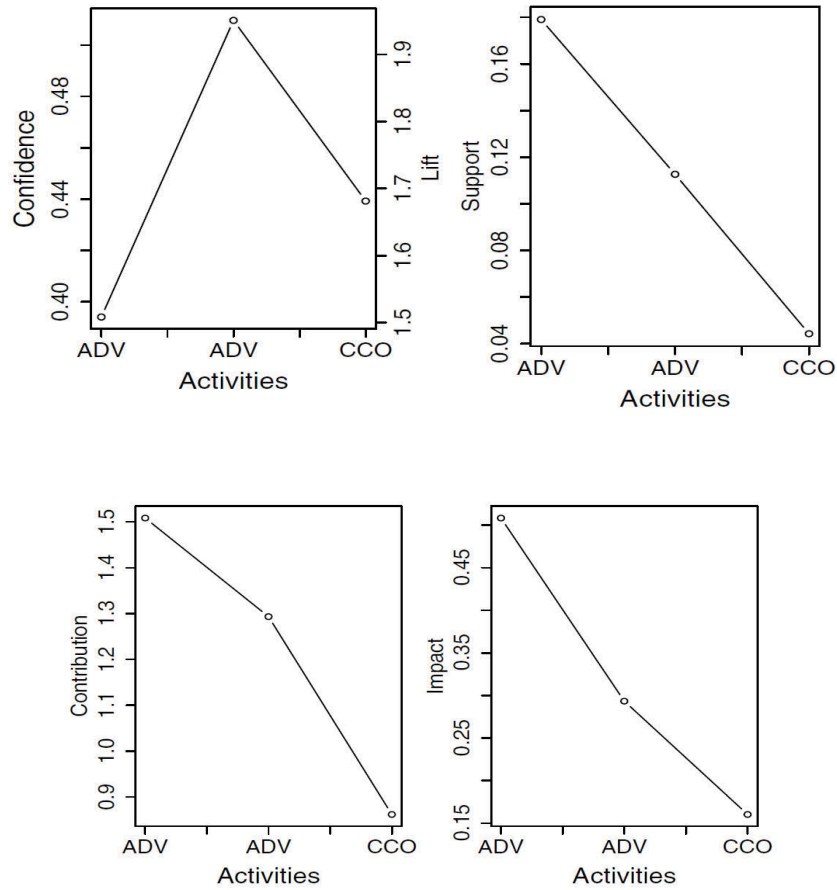 Confidence
0.40 0.44 0.48
Lift
1.5 1.6 1.7 1.8 1.9
ADV ADV CCO
Activities
Support
0.04 0.08 0.12 0.16
ADV ADV CCO
Activities
Contribution
0.9 1.0 1.1 1.2 1.3 1.4 1.5
ADV ADV CCO
Activities
Impact
0.15 0.25 0.35 0.45
ADV ADV CCO
Activities